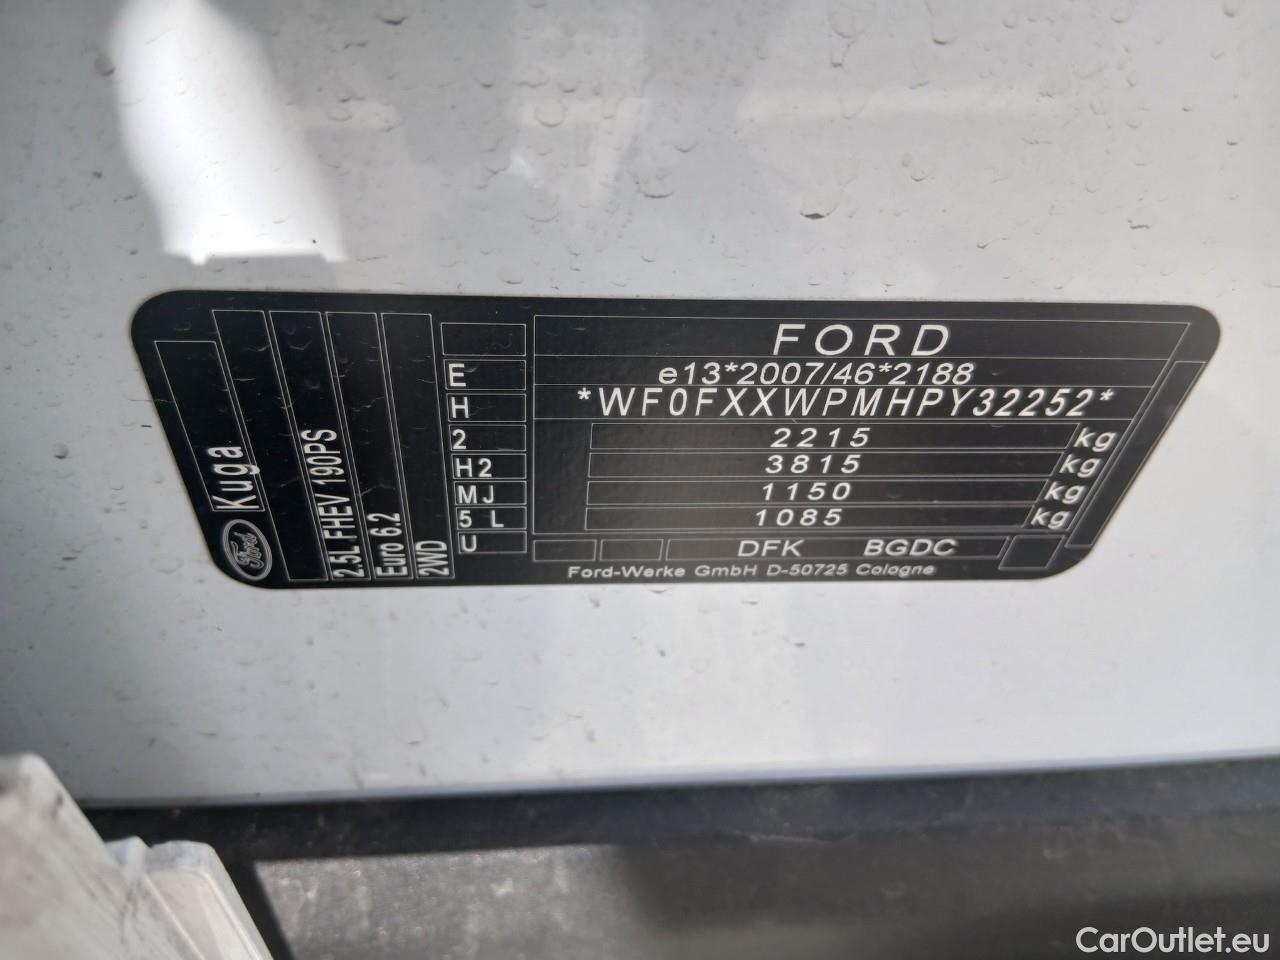 FORD
e13*2007/46*2188
*WF0FXXWPMHPY32252*
2215 kg
3815 kg
1150 kg
1085 kg
DFK BGDC
Ford-Werke GmbH D-50725 Cologne
E
H
2
H2
MJ
5 L
U
Ford
Kuga
2.5L FHEV 190PS
Euro 6.2
2WD
CarOutlet.eu